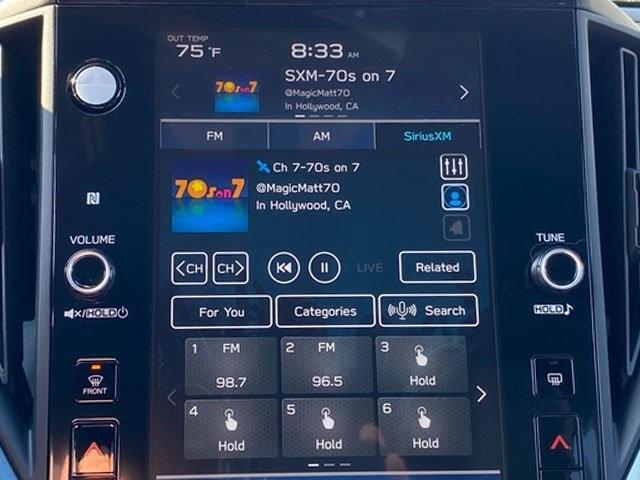 OUT TEMP
75 °F
8:33 AM
SXM-70s on 7
70s on 7
@MagicMatt70
In Hollywood, CA
FM
AM
SiriusXM
70s on 7
Ch 7-70s on 7
@MagicMatt70
In Hollywood, CA
VOLUME
TUNE
<CH
CH>
LIVE
Related
HOLD
HOLD
For You
Categories
Search
1 FM
98.7
2 FM
96.5
3
Hold
4
Hold
5
Hold
6
Hold
FRONT